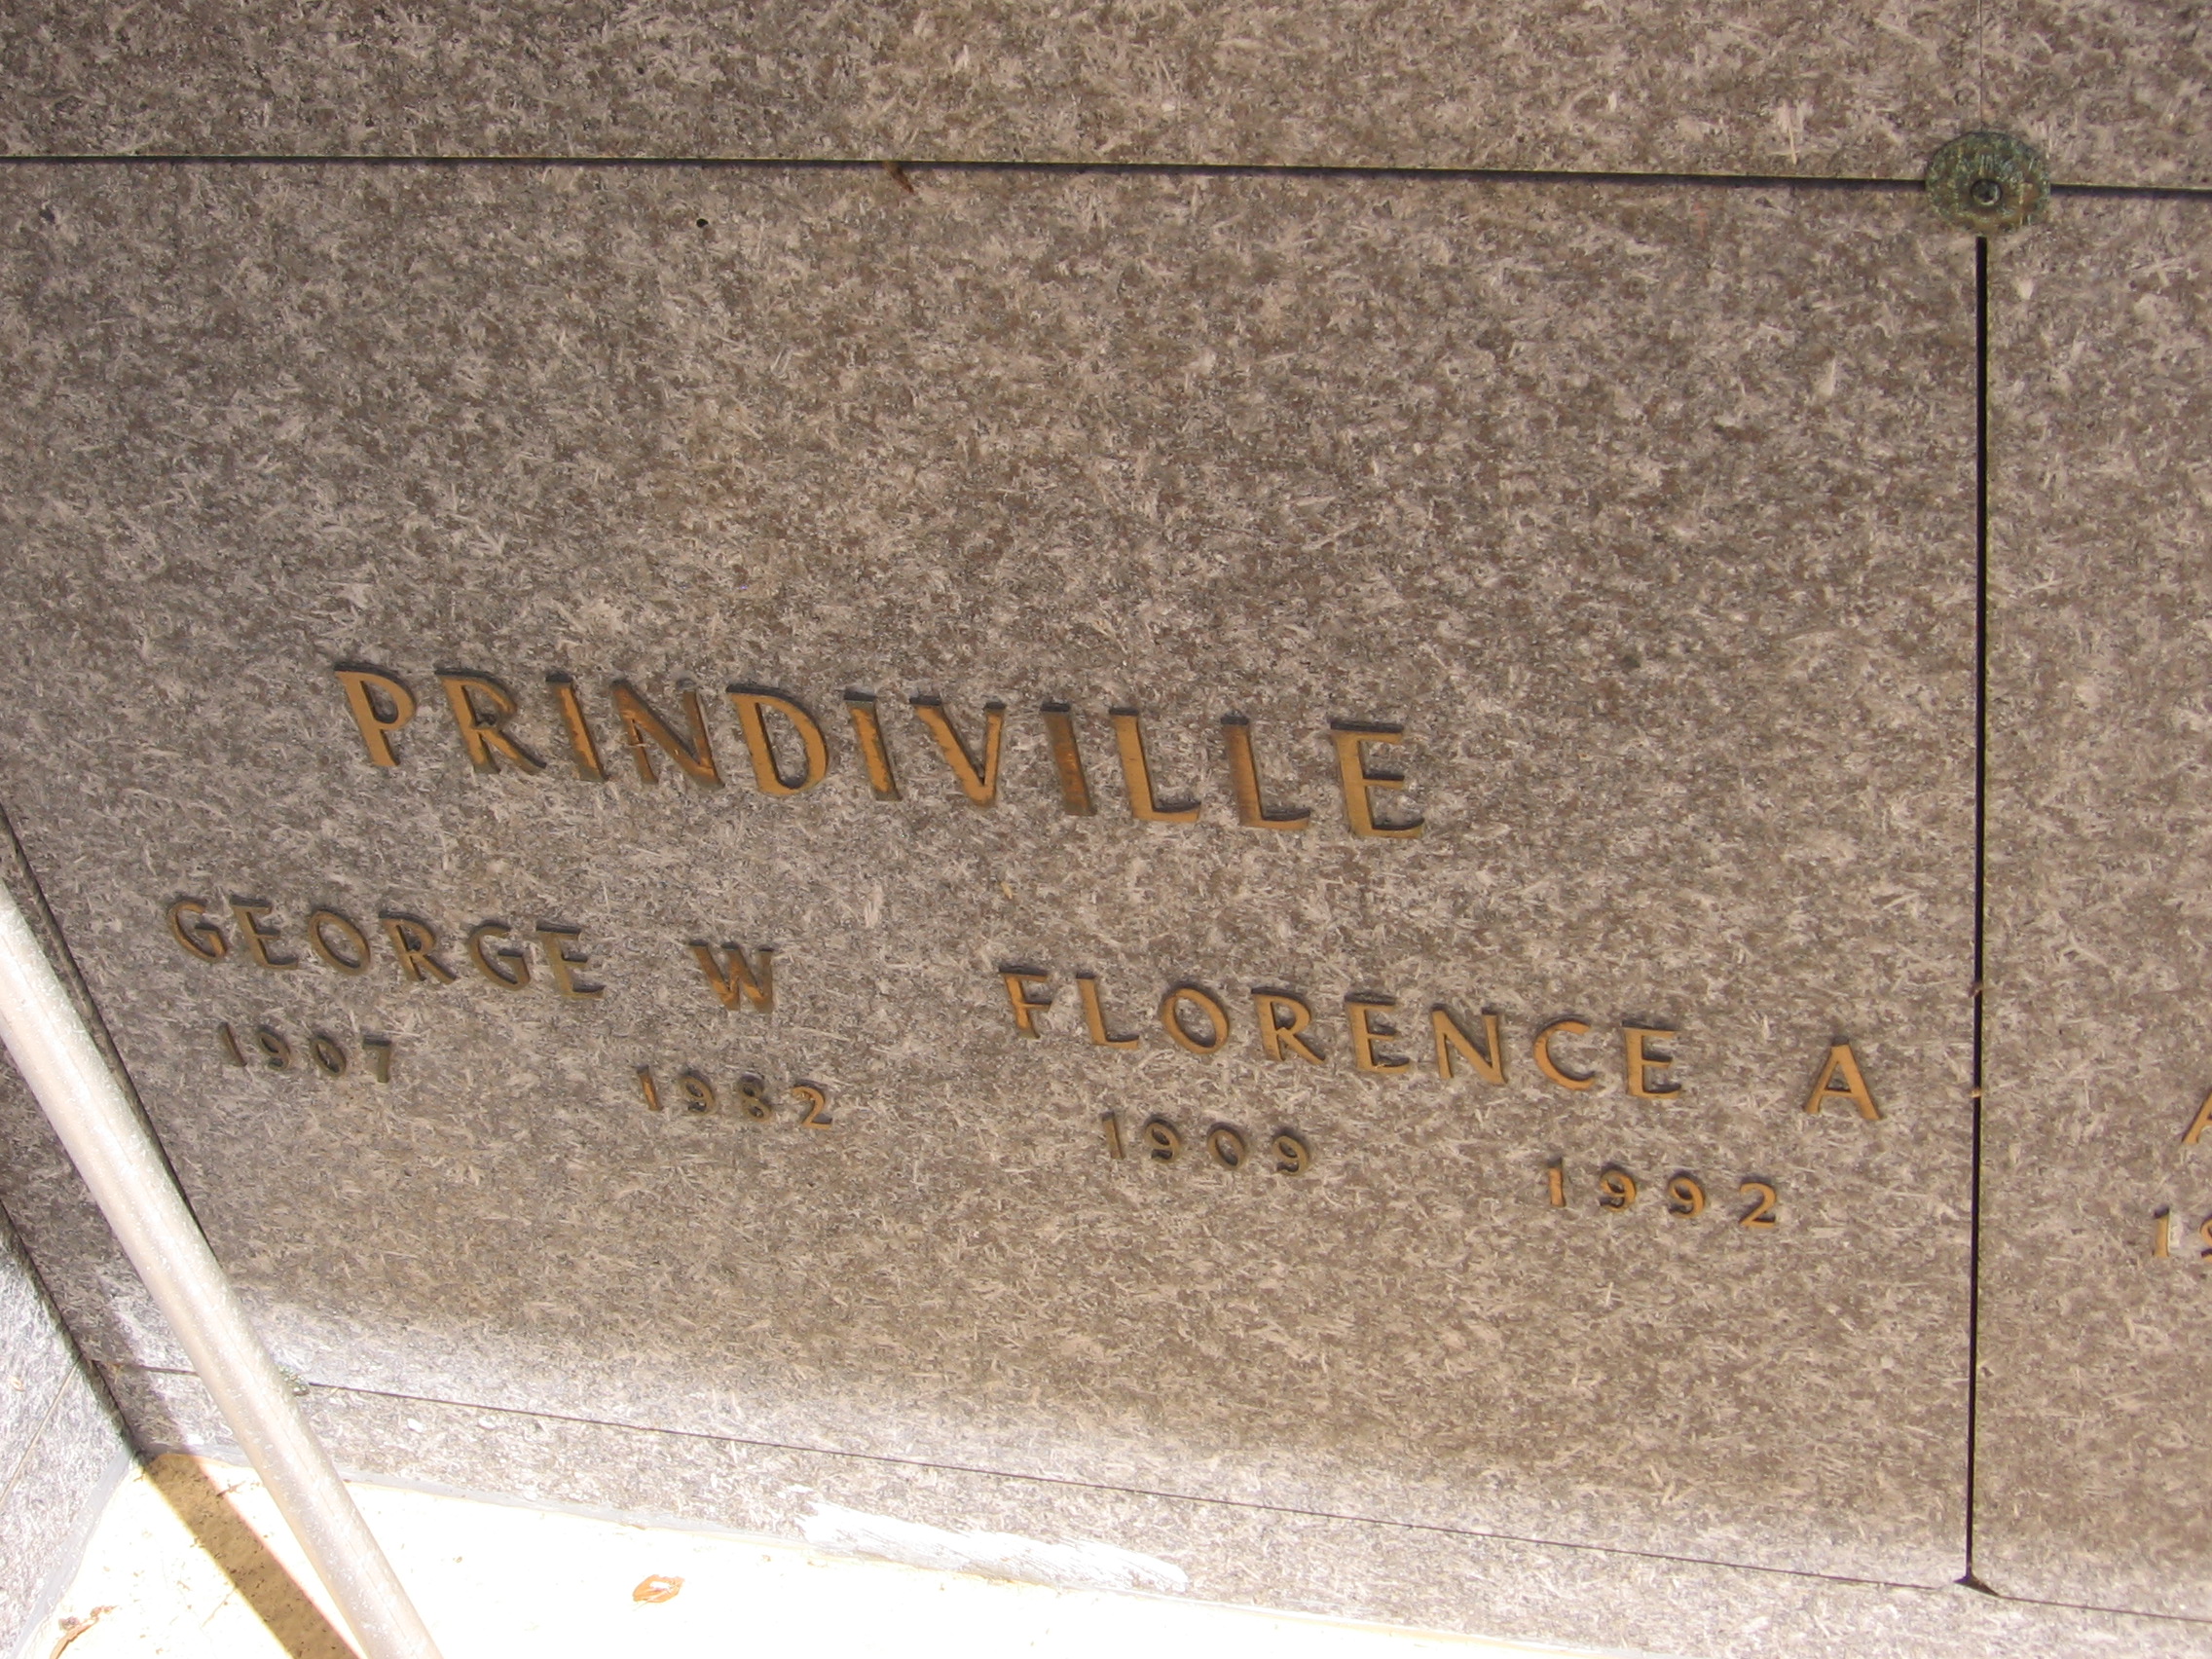 PRINDIVILLE
GEORGE W FLORENCE A
1907 1982 1909 1992